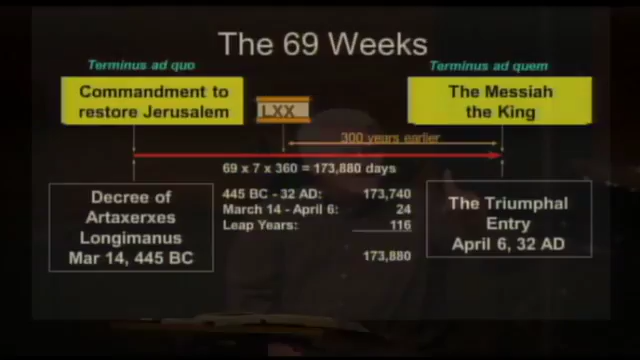 The 69 Weeks
Terminus ad quo
Terminus ad quem
Commandment to
restore Jerusalem
LXX
The Messiah
the King
300 years earlier
69 x 7 x 360 = 173,880 days
Decree of
Artaxerxes
Longimanus
Mar 14, 445 BC
445 BC - 32 AD: 173,740
March 14 - April 6: 24
Leap Years: 116
173,880
The Triumphal
Entry
April 6, 32 AD